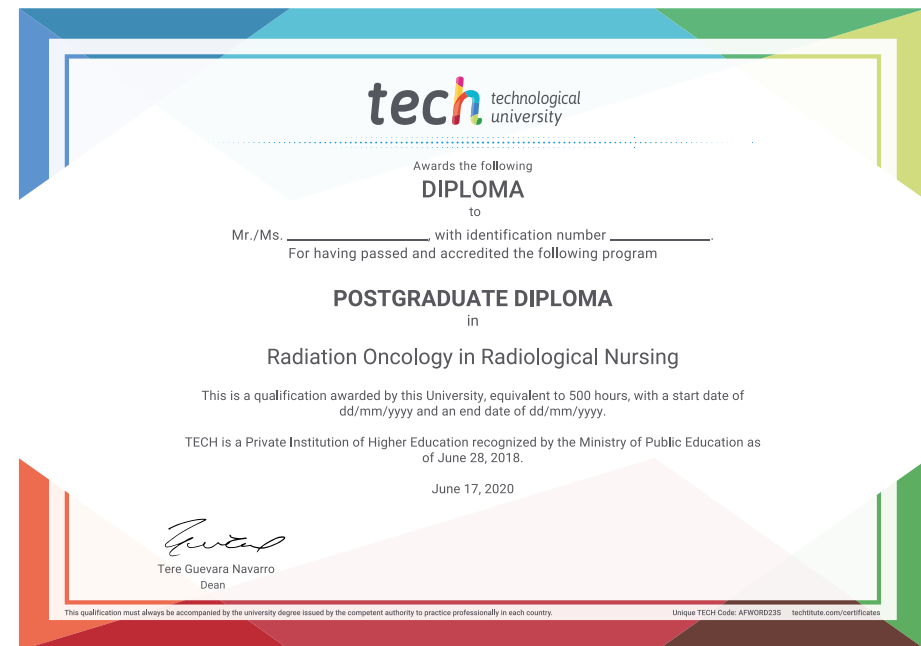 tech technological
university
Awards the following
DIPLOMA
to
Mr./Ms. ____________________, with identification number ______________.
For having passed and accredited the following program
POSTGRADUATE DIPLOMA
in
Radiation Oncology in Radiological Nursing
This is a qualification awarded by this University, equivalent to 500 hours, with a start date of
dd/mm/yyyy and an end date of dd/mm/yyyy.
TECH is a Private Institution of Higher Education recognized by the Ministry of Public Education as
of June 28, 2018.
June 17, 2020
Tere Guevara Navarro
Dean
This qualification must always be accompanied by the university degree issued by the competent authority to practice professionally in each country.
Unique TECH Code: AFWORD23S techtitute.com/certificates